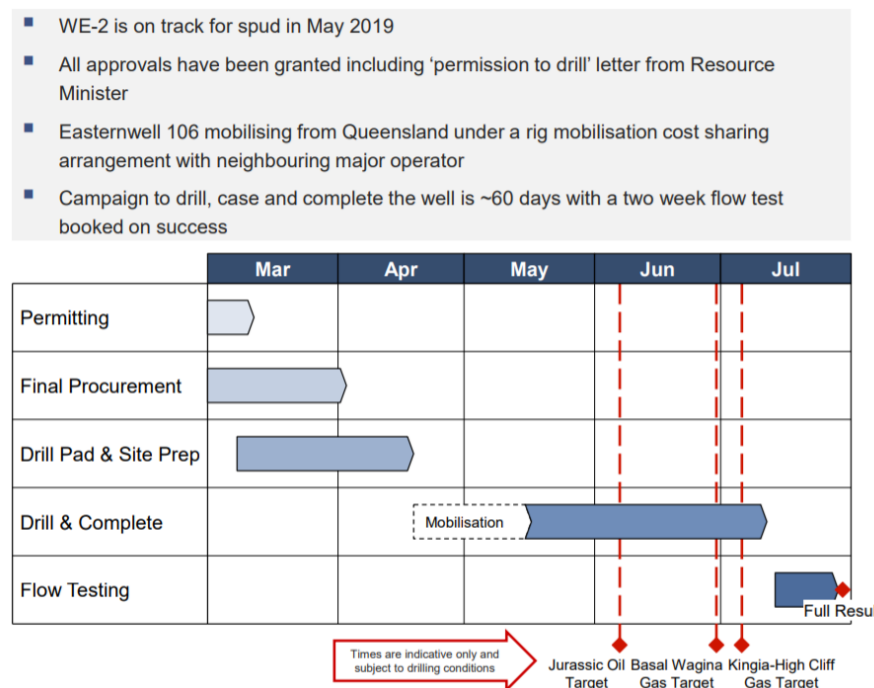 WE-2 is on track for spud in May 2019
All approvals have been granted including ‘permission to drill’ letter from Resource
Minister
Easternwell 106 mobilising from Queensland under a rig mobilisation cost sharing
arrangement with neighbouring major operator
Campaign to drill, case and complete the well is ~60 days with a two week flow test
booked on success
Mar Apr May Jun Jul
Permitting
Final Procurement
Drill Pad & Site Prep
Drill & Complete
Mobilisation
Flow Testing
Full Resu
Times are indicative only and
subject to drilling conditions
Jurassic Oil
Target
Basal Wagina
Gas Target
Kingia-High Cliff
Gas Target